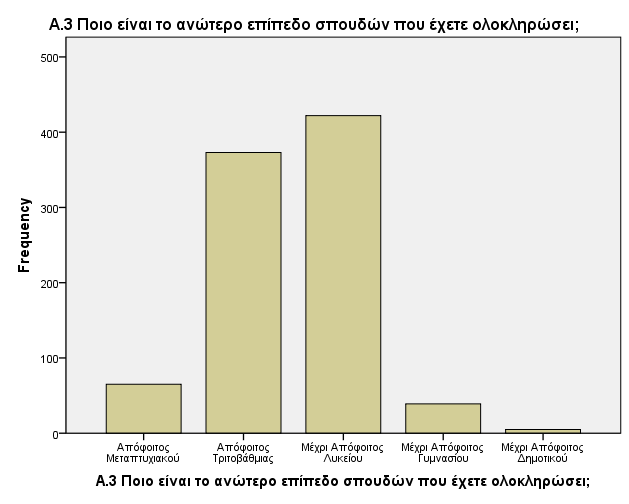 Α.3 Ποιο είναι το ανώτερο επίπεδο σπουδών που έχετε ολοκληρώσει;
500
400
300
200
100
0
Frequency
Απόφοιτος Μεταπτυχιακού
Απόφοιτος Τριτοβάθμιας
Μέχρι Απόφοιτος Λυκείου
Μέχρι Απόφοιτος Γυμνασίου
Μέχρι Απόφοιτος Δημοτικού
Α.3 Ποιο είναι το ανώτερο επίπεδο σπουδών που έχετε ολοκληρώσει;